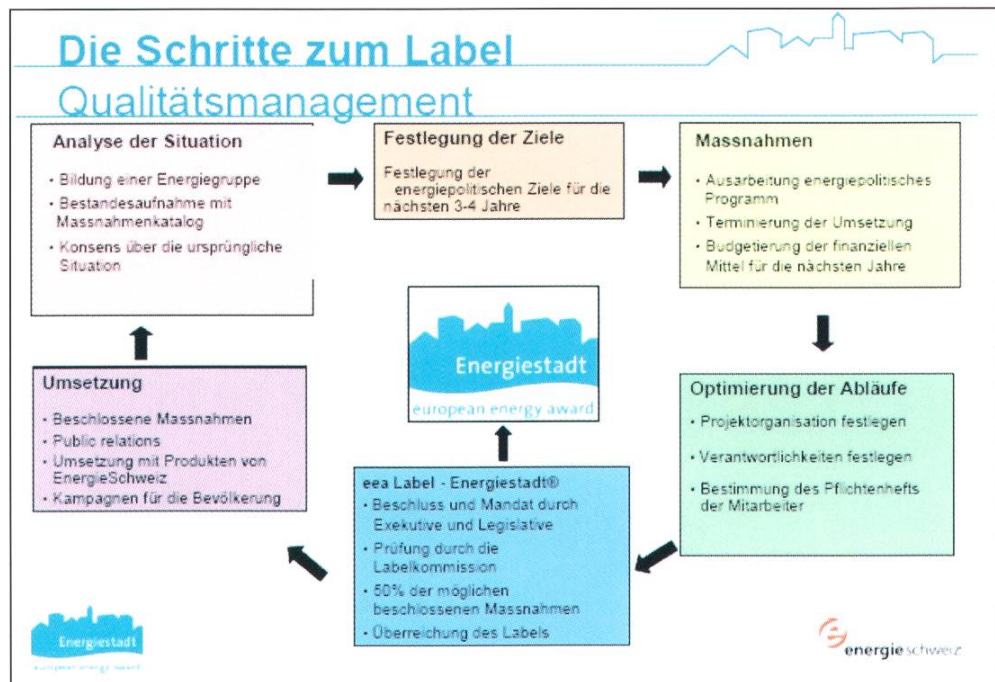 Die Schritte zum Label
Qualitätsmanagement
Analyse der Situation
• Bildung einer Energiegruppe
• Bestandesaufnahme mit
Massnahmenkatalog
• Konsens über die ursprüngliche
Situation
Festlegung der Ziele
Festlegung der
energiepolitischen Ziele für die
nächsten 3-4 Jahre
Massnahmen
• Ausarbeitung energiepolitisches
Programm
• Terminierung der Umsetzung
• Budgetierung der finanziellen
Mittel für die nächsten Jahre
Optimierung der Abläufe
• Projektorganisation festlegen
• Verantwortlichkeiten festlegen
• Bestimmung des Pflichtenhefts
der Mitarbeiter
eea Label - Energiestadt®
• Beschluss und Mandat durch
Exekutive und Legislative
• Prüfung durch die
Labelkommission
• 50% der möglichen
beschlossenen Massnahmen
• Überreichung des Labels
Umsetzung
• Beschlossene Massnahmen
• Public relations
• Umsetzung mit Produkten von
EnergieSchweiz
• Kampagnen für die Bevölkerung
Energiestadt
european energy award
Energiestadt
european energy award
energieschweiz